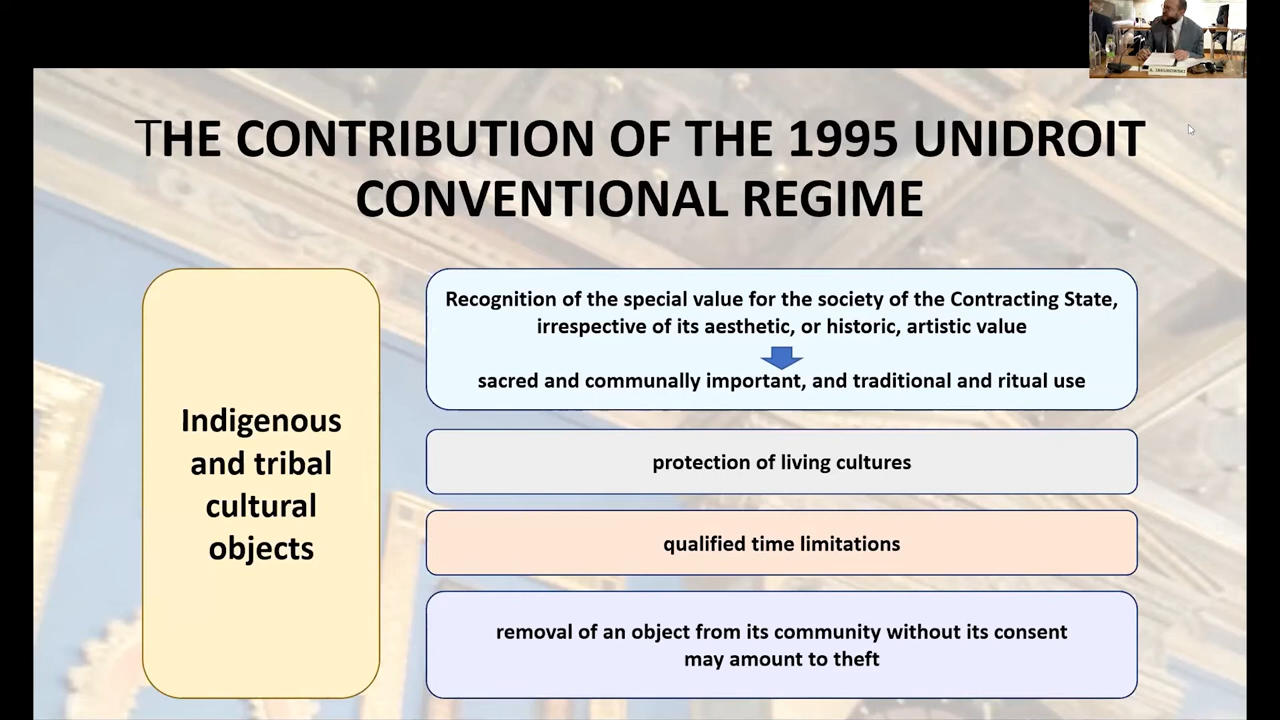 THE CONTRIBUTION OF THE 1995 UNIDROIT
CONVENTIONAL REGIME
Indigenous
and tribal
cultural
objects
Recognition of the special value for the society of the Contracting State,
irrespective of its aesthetic, or historic, artistic value
sacred and communally important, and traditional and ritual use
protection of living cultures
qualified time limitations
removal of an object from its community without its consent
may amount to theft